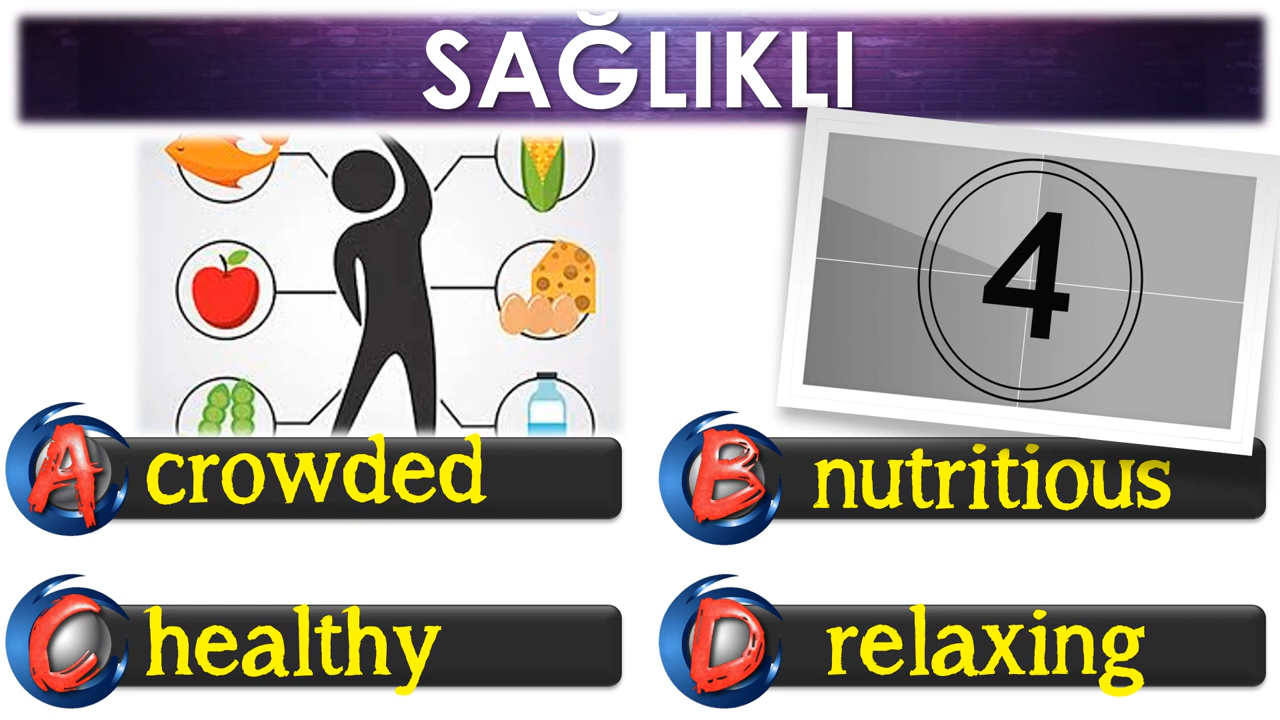 SAĞLIKLI
4
A crowded
B nutritious
C healthy
D relaxing